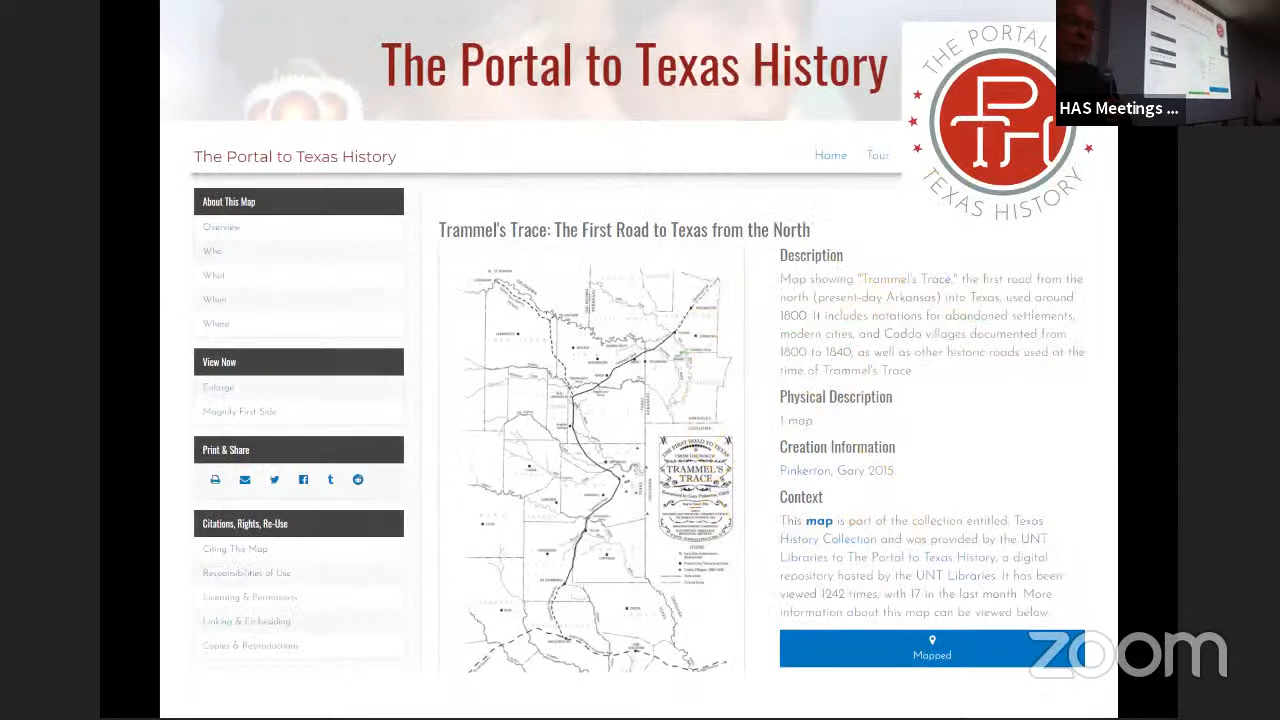 The Portal to Texas History
THE PORTAL
TEXAS HISTORY
PTH
HAS Meetings ...
The Portal to Texas History
Home
Tour
About This Map
Overview
Who
What
When
Where
View Now
Enlarge
Magnify First Side
Print & Share
Citations, Rights, Re-Use
Citing This Map
Responsibilities of Use
Licensing & Permissions
Linking & Embedding
Copies & Reproductions
Trammel's Trace: The First Road to Texas from the North
THE FIRST ROAD TO TEXAS
FROM THE NORTH
TRAMMEL'S
TRACE
LEGEND
Description
Map showing "Trammel's Trace," the first road from the
north (present-day Arkansas) into Texas, used around
1800. It includes notations for abandoned settlements,
modern cities, and Caddo villages documented from
1800 to 1840, as well as other historic roads used at the
time of Trammel's Trace
Physical Description
1 map
Creation Information
Pinkerton, Gary 2015.
Context
This map is part of the collection entitled: Texas
History Collection and was provided by the UNT
Libraries to The Portal to Texas History, a digital
repository hosted by the UNT Libraries. It has been
viewed 1242 times, with 17 in the last month. More
information about this map can be viewed below.
Mapped
zoom